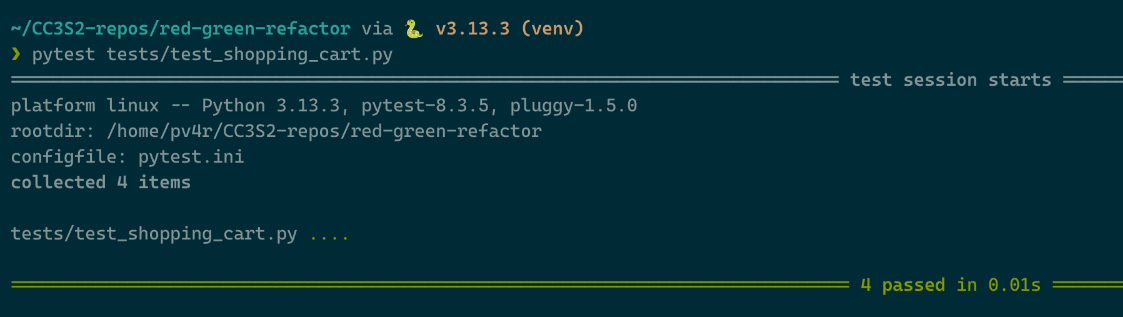 ~/CC3S2-repos/red-green-refactor via 🐍 v3.13.3 (venv)
❯ pytest tests/test_shopping_cart.py
═══════════════════════════════ test session starts ═══════
platform linux -- Python 3.13.3, pytest-8.3.5, pluggy-1.5.0
rootdir: /home/pv4r/CC3S2-repos/red-green-refactor
configfile: pytest.ini
collected 4 items
tests/test_shopping_cart.py ....
═══════════════════════════════ 4 passed in 0.01s ═══════